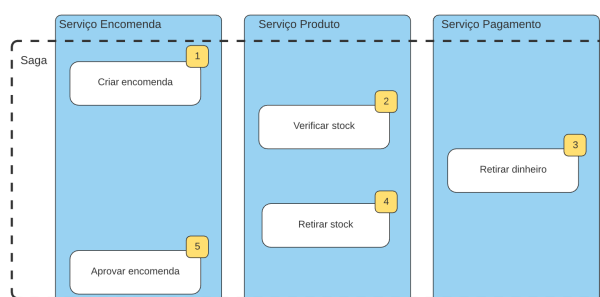 Serviço Encomenda
Serviço Produto
Serviço Pagamento
Saga
1
Criar encomenda
2
Verificar stock
3
Retirar dinheiro
4
Retirar stock
5
Aprovar encomenda